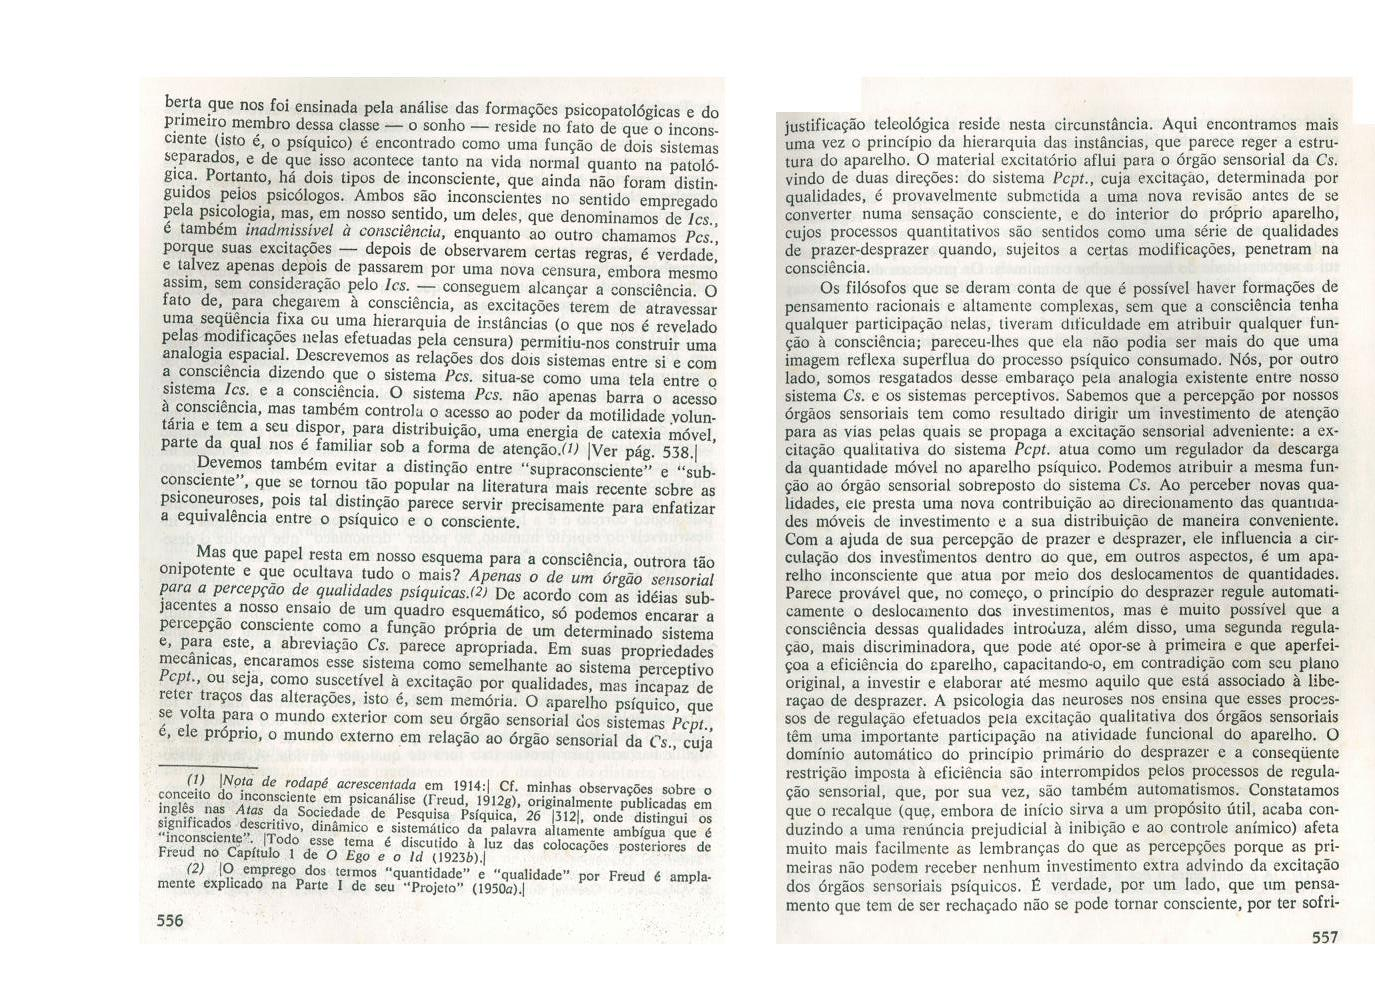 berta que nos foi ensinada pela análise das formações psicopatológicas e do
primeiro membro dessa classe — o sonho — reside no fato de que o incons-
ciente (isto é, o psíquico) é encontrado como uma função de dois sistemas
separados, e de que isso acontece tanto na vida normal quanto na patoló-
gica. Portanto, há dois tipos de inconsciente, que ainda não foram distin-
guidos pelos psicólogos. Ambos são inconscientes no sentido empregado
pela psicologia, mas, em nosso sentido, um deles, que denominamos de Ics.,
é também inadmissível à consciência, enquanto ao outro chamamos Pcs.,
porque suas excitações — depois de observarem certas regras, é verdade,
e talvez apenas depois de passarem por uma nova censura, embora mesmo
assim, sem consideração pelo Ics. — conseguem alcançar a consciência. O
fato de, para chegarem à consciência, as excitações terem de atravessar
uma seqüência fixa ou uma hierarquia de instâncias (o que nos é revelado
pelas modificações nelas efetuadas pela censura) permitiu-nos construir uma
analogia espacial. Descrevemos as relações dos dois sistemas entre si e com
a consciência dizendo que o sistema Pcs. situa-se como uma tela entre o
sistema Ics. e a consciência. O sistema Pcs. não apenas barra o acesso
à consciência, mas também controla o acesso ao poder da motilidade volun-
tária e tem a seu dispor, para distribuição, uma energia de catexia móvel,
parte da qual nos é familiar sob a forma de atenção.(1) |Ver pág. 538.|
Devemos também evitar a distinção entre “supraconsciente” e “sub-
consciente”, que se tornou tão popular na literatura mais recente sobre as
psiconeuroses, pois tal distinção parece servir precisamente para enfatizar
a equivalência entre o psíquico e o consciente.
Mas que papel resta em nosso esquema para a consciência, outrora tão
onipotente e que ocultava tudo o mais? Apenas o de um órgão sensorial
para a percepção de qualidades psíquicas.(2) De acordo com as idéias sub-
jacentes a nosso ensaio de um quadro esquemático, só podemos encarar a
percepção consciente como a função própria de um determinado sistema
e, para este, a abreviação Cs. parece apropriada. Em suas propriedades
mecânicas, encaramos esse sistema como semelhante ao sistema perceptivo
Pcpt., ou seja, como suscetível à excitação por qualidades, mas incapaz de
reter traços das alterações, isto é, sem memória. O aparelho psíquico, que
se volta para o mundo exterior com seu órgão sensorial dos sistemas Pcpt.,
é, ele próprio, o mundo externo em relação ao órgão sensorial da Cs., cuja
(1) |Nota de rodapé acrescentada em 1914:| Cf. minhas observações sobre o
conceito do inconsciente em psicanálise (Freud, 1912g), originalmente publicadas em
inglês nas Atas da Sociedade de Pesquisa Psíquica, 26 |312|, onde distingui os
significados descritivo, dinâmico e sistemático da palavra altamente ambígua que é
“inconsciente”. |Todo esse tema é discutido à luz das colocações posteriores de
Freud no Capítulo 1 de O Ego e o Id (1923b).|
(2) |O emprego dos termos “quantidade” e “qualidade” por Freud é ampla-
mente explicado na Parte I de seu “Projeto” (1950a).|
556
justificação teleológica reside nesta circunstância. Aqui encontramos mais
uma vez o princípio da hierarquia das instâncias, que parece reger a estru-
tura do aparelho. O material excitatório aflui para o órgão sensorial da Cs.
vindo de duas direções: do sistema Pcpt., cuja excitação, determinada por
qualidades, é provavelmente submetida a uma nova revisão antes de se
converter numa sensação consciente, e do interior do próprio aparelho,
cujos processos quantitativos são sentidos como uma série de qualidades
de prazer-desprazer quando, sujeitos a certas modificações, penetram na
consciência.
Os filósofos que se deram conta de que é possível haver formações de
pensamento racionais e altamente complexas, sem que a consciência tenha
qualquer participação nelas, tiveram dificuldade em atribuir qualquer fun-
ção à consciência; pareceu-lhes que ela não podia ser mais do que uma
imagem reflexa superflua do processo psíquico consumado. Nós, por outro
lado, somos resgatados desse embaraço pela analogia existente entre nosso
sistema Cs. e os sistemas perceptivos. Sabemos que a percepção por nossos
órgãos sensoriais tem como resultado dirigir um investimento de atenção
para as vias pelas quais se propaga a excitação sensorial adveniente: a ex-
citação qualitativa do sistema Pcpt. atua como um regulador da descarga
da quantidade móvel no aparelho psíquico. Podemos atribuir a mesma fun-
ção ao órgão sensorial sobreposto do sistema Cs. Ao perceber novas qua-
lidades, ele presta uma nova contribuição ao direcionamento das quantida-
des móveis de investimento e a sua distribuição de maneira conveniente.
Com a ajuda de sua percepção de prazer e desprazer, ele influencia a cir-
culação dos investimentos dentro do que, em outros aspectos, é um apa-
relho inconsciente que atua por meio dos deslocamentos de quantidades.
Parece provável que, no começo, o princípio do desprazer regule automati-
camente o deslocamento dos investimentos, mas é muito possível que a
consciência dessas qualidades introduza, além disso, uma segunda regula-
ção, mais discriminadora, que pode até opor-se à primeira e que aperfei-
çoa a eficiência do aparelho, capacitando-o, em contradição com seu plano
original, a investir e elaborar até mesmo aquilo que está associado à libe-
raçao de desprazer. A psicologia das neuroses nos ensina que esses proces-
sos de regulação efetuados pela excitação qualitativa dos órgãos sensoriais
têm uma importante participação na atividade funcional do aparelho. O
domínio automático do princípio primário do desprazer e a conseqüente
restrição imposta à eficiência são interrompidos pelos processos de regula-
ção sensorial, que, por sua vez, são também automatismos. Constatamos
que o recalque (que, embora de início sirva a um propósito útil, acaba con-
duzindo a uma renúncia prejudicial à inibição e ao controle anímico) afeta
muito mais facilmente as lembranças do que as percepções porque as pri-
meiras não podem receber nenhum investimento extra advindo da excitação
dos órgãos sensoriais psíquicos. É verdade, por um lado, que um pensa-
mento que tem de ser rechaçado não se pode tornar consciente, por ter sofri-
557